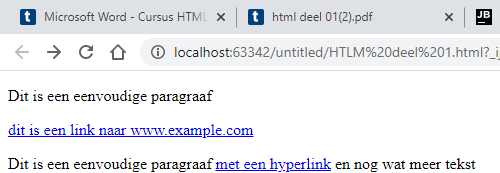 Microsoft Word - Cursus HTML
html deel 01(2).pdf
JB
localhost:63342/untitled/HTLM%20deel%201.html?_ij
Dit is een eenvoudige paragraaf
dit is een link naar www.example.com
Dit is een eenvoudige paragraaf met een hyperlink en nog wat meer tekst